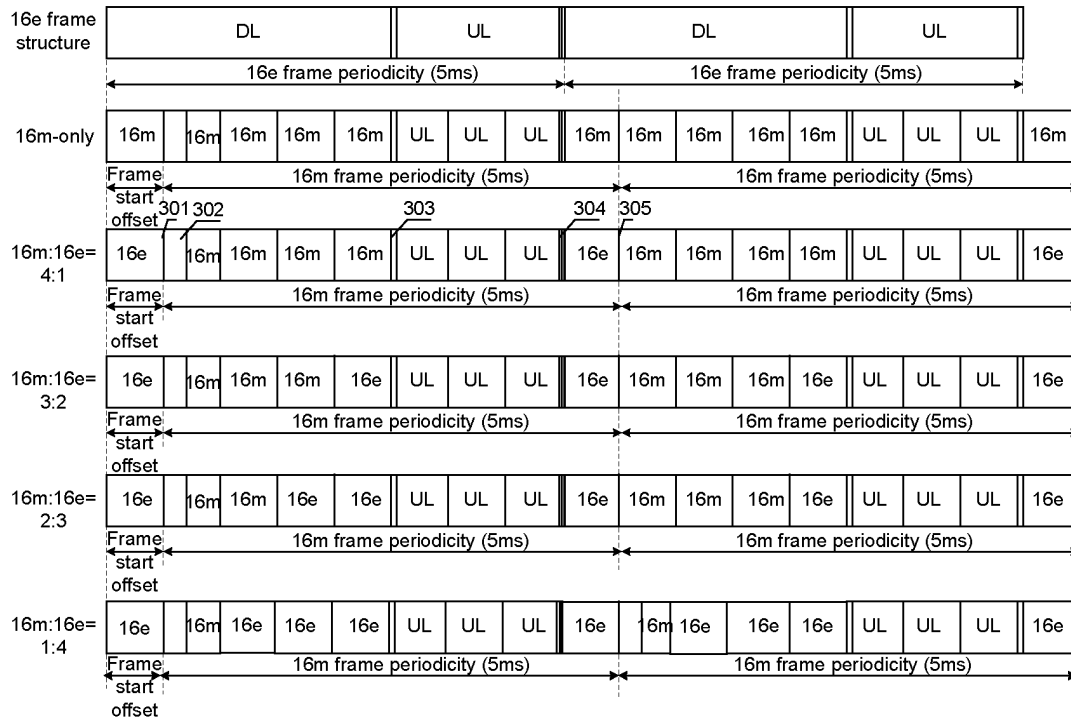 16e frame structure
DL UL DL UL
16e frame periodicity (5ms) 16e frame periodicity (5ms)
16m-only
16m 16m 16m 16m 16m UL UL UL 16m 16m 16m 16m 16m UL UL UL 16m
Frame start offset
16m frame periodicity (5ms) 16m frame periodicity (5ms)
301 302 303 304 305
16m:16e= 4:1
16e 16m 16m 16m 16m UL UL UL 16e 16m 16m 16m 16m UL UL UL 16e
Frame start offset
16m frame periodicity (5ms) 16m frame periodicity (5ms)
16m:16e= 3:2
16e 16m 16m 16m 16e UL UL UL 16e 16m 16m 16m 16e UL UL UL 16e
Frame start offset
16m frame periodicity (5ms) 16m frame periodicity (5ms)
16m:16e= 2:3
16e 16m 16m 16e 16e UL UL UL 16e 16m 16m 16e 16e UL UL UL 16e
Frame start offset
16m frame periodicity (5ms) 16m frame periodicity (5ms)
16m:16e= 1:4
16e 16m 16e 16e 16e UL UL UL 16e 16m 16e 16e 16e UL UL UL 16e
Frame start offset
16m frame periodicity (5ms) 16m frame periodicity (5ms)